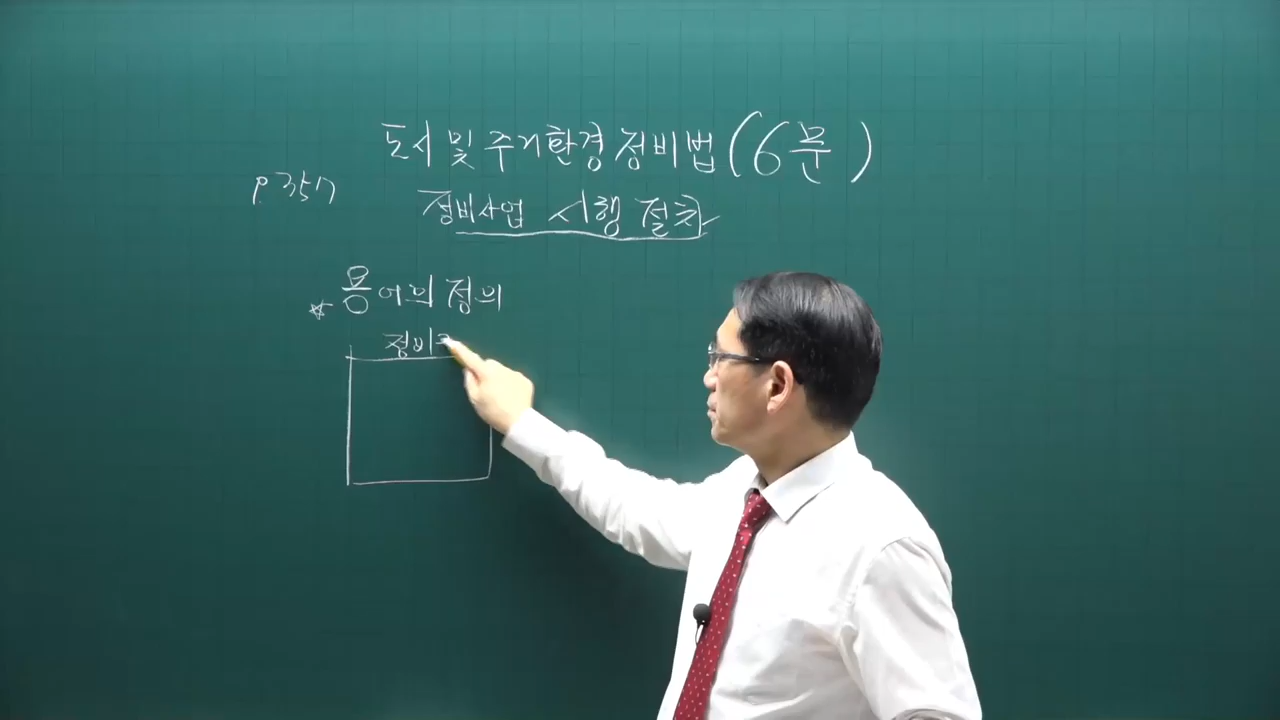 도시 및 주거환경정비법 (6문)
P. 357
정비사업 시행 절차
☆ 용어의 정의
정비구